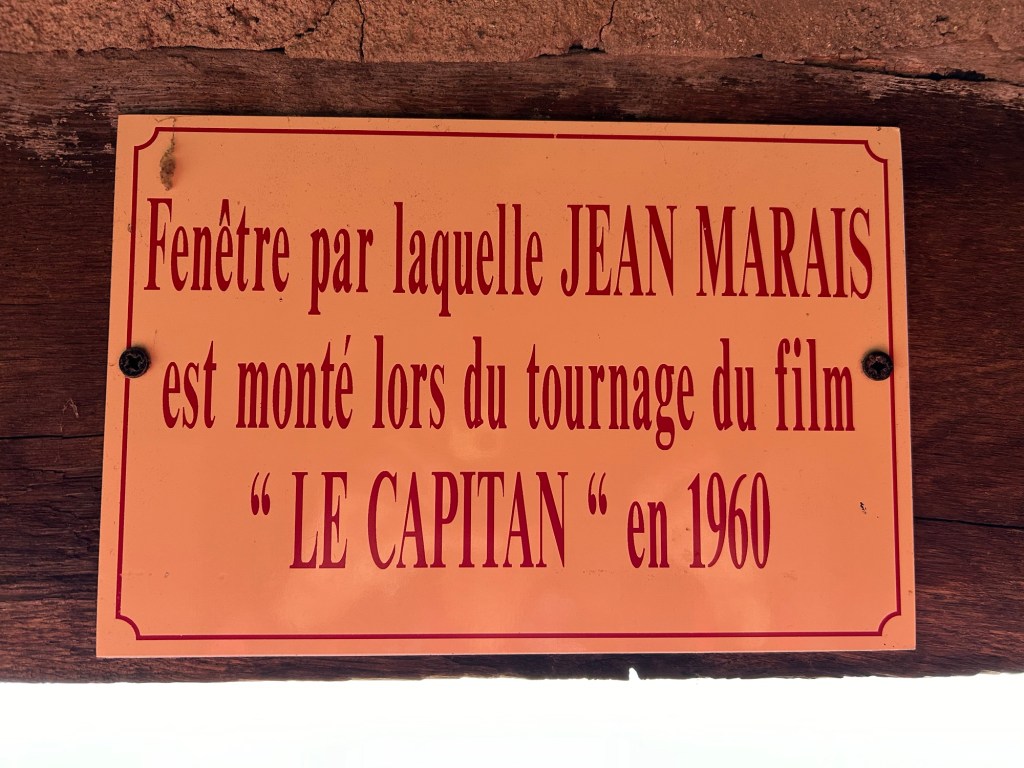 Fenêtre par laquelle JEAN MARAIS
est monté lors du tournage du film
“ LE CAPITAN “ en 1960